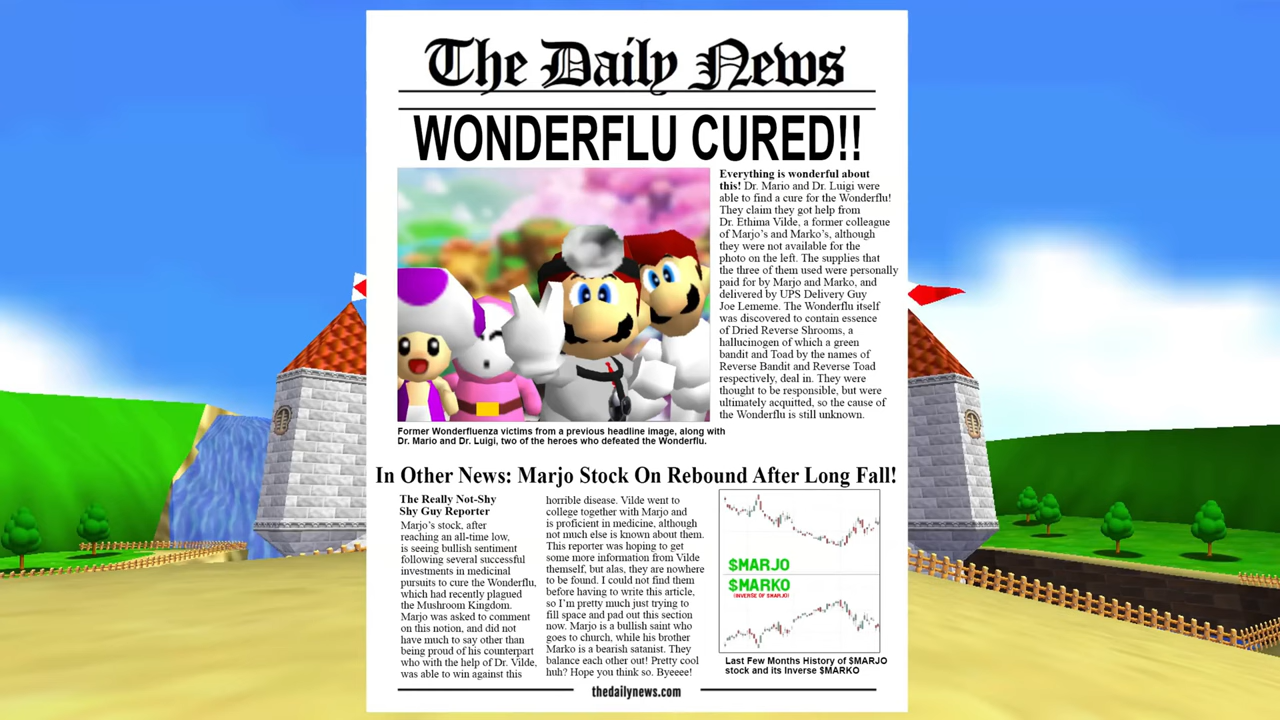 The Daily News
WONDERFLU CURED!!
Everything is wonderful about
this! Dr. Mario and Dr. Luigi were
able to find a cure for the Wonderflu!
They claim they got help from
Dr. Ethima Vilde, a former colleague
of Marjo's and Marko's, although
they were not available for the
photo on the left. The supplies that
the three of them used were personally
paid for by Marjo and Marko, and
delivered by UPS Delivery Guy
Joe Lememe. The Wonderflu itself
was discovered to contain essence
of Dried Reverse Shrooms, a
hallucinogen of which a green
bandit and Toad by the names of
Reverse Bandit and Reverse Toad
respectively, deal in. They were
thought to be responsible, but were
ultimately acquitted, so the cause of
the Wonderflu is still unknown.
Former Wonderfluenza victims from a previous headline image, along with
Dr. Mario and Dr. Luigi, two of the heroes who defeated the Wonderflu.
In Other News: Marjo Stock On Rebound After Long Fall!
The Really Not-Shy
Shy Guy Reporter
Marjo's stock, after
reaching an all-time low,
is seeing bullish sentiment
following several successful
investments in medicinal
pursuits to cure the Wonderflu,
which had recently plagued
the Mushroom Kingdom.
Marjo was asked to comment
on this notion, and did not
have much to say other than
being proud of his counterpart
who with the help of Dr. Vilde,
was able to win against this
horrible disease. Vilde went to
college together with Marjo and
is proficient in medicine, although
not much else is known about them.
This reporter was hoping to get
some more information from Vilde
themself, but alas, they are nowhere
to be found. I could not find them
before having to write this article,
so I'm pretty much just trying to
fill space and pad out this section
now. Marjo is a bullish saint who
goes to church, while his brother
Marko is a bearish satanist. They
balance each other out! Pretty cool
huh? Hope you think so. Byeeee!
$MARJO
$MARKO
(INVERSE OF $MARJO)
Last Few Months History of $MARJO
stock and its Inverse $MARKO
thedailynews.com